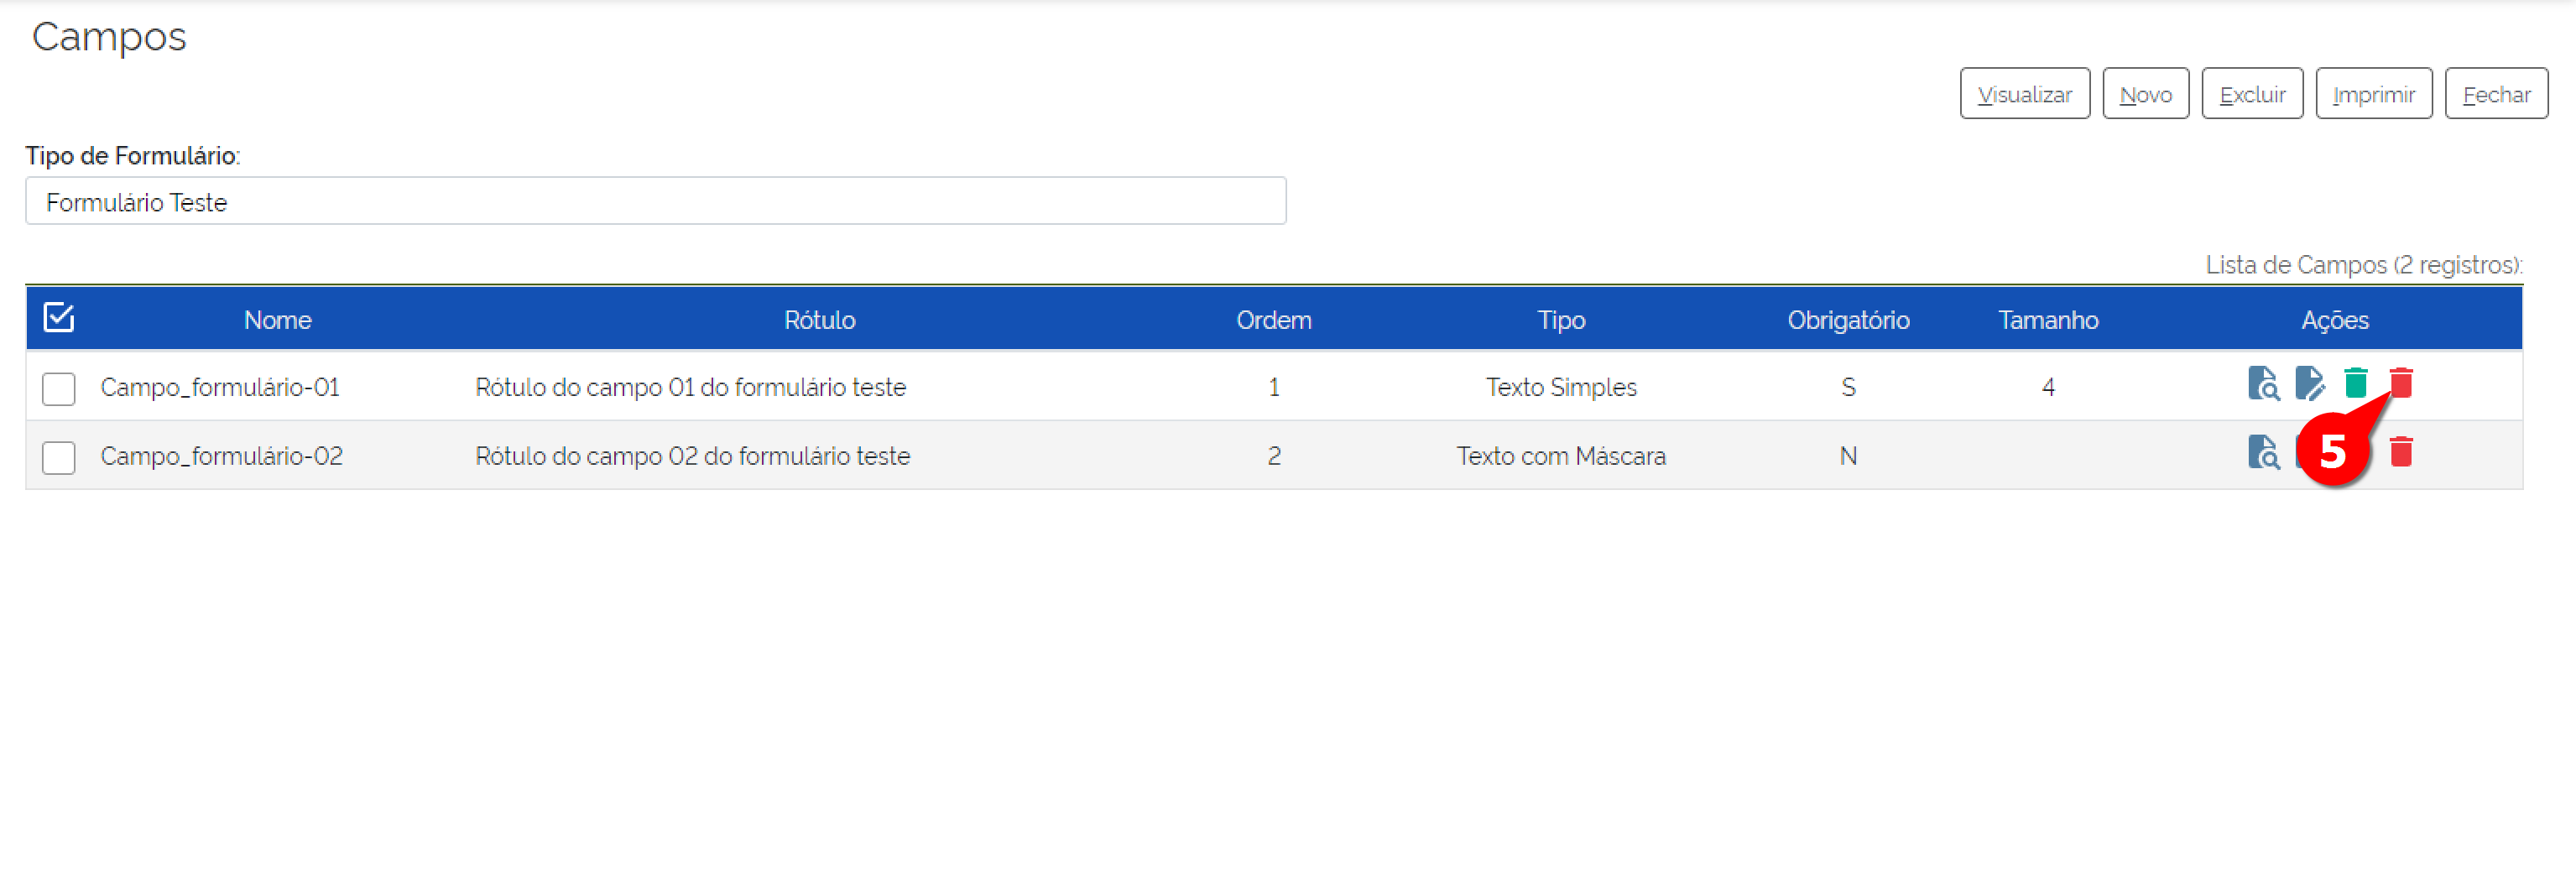 Campos
Visualizar Novo Excluir Imprimir Fechar
Tipo de Formulário:
Formulário Teste
Lista de Campos (2 registros):
Nome Rótulo Ordem Tipo Obrigatório Tamanho Ações
Campo_formulário-01 Rótulo do campo 01 do formulário teste 1 Texto Simples S 4
Campo_formulário-02 Rótulo do campo 02 do formulário teste 2 Texto com Máscara N
5